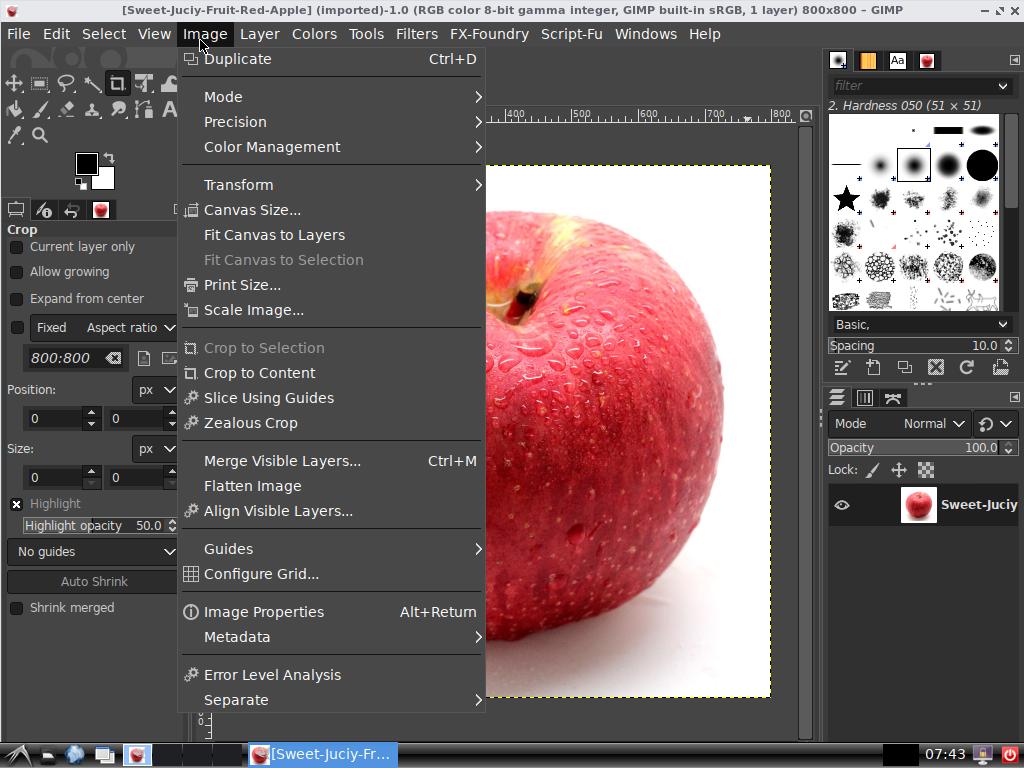 [Sweet-Juciy-Fruit-Red-Apple] (imported)-1.0 (RGB color 8-bit gamma integer, GIMP built-in sRGB, 1 layer) 800x800 – GIMP
File Edit Select View Image Layer Colors Tools Filters FX-Foundry Script-Fu Windows Help
Duplicate Ctrl+D
Mode
Precision
Color Management
Transform
Canvas Size...
Fit Canvas to Layers
Fit Canvas to Selection
Print Size...
Scale Image...
Crop to Selection
Crop to Content
Slice Using Guides
Zealous Crop
Merge Visible Layers... Ctrl+M
Flatten Image
Align Visible Layers...
Guides
Configure Grid...
Image Properties Alt+Return
Metadata
Error Level Analysis
Separate
Crop
Current layer only
Allow growing
Expand from center
Fixed Aspect ratio
800:800
Position: px
0 0
Size: px
0 0
Highlight
Highlight opacity 50.0
No guides
Auto Shrink
Shrink merged
400 500 600 700 800
0
Aa
filter
2. Hardness 050 (51 × 51)
Basic,
Spacing 10.0
Mode Normal
Opacity 100.0
Lock:
Sweet-Juciy
[Sweet-Juciy-Fr...
07:43